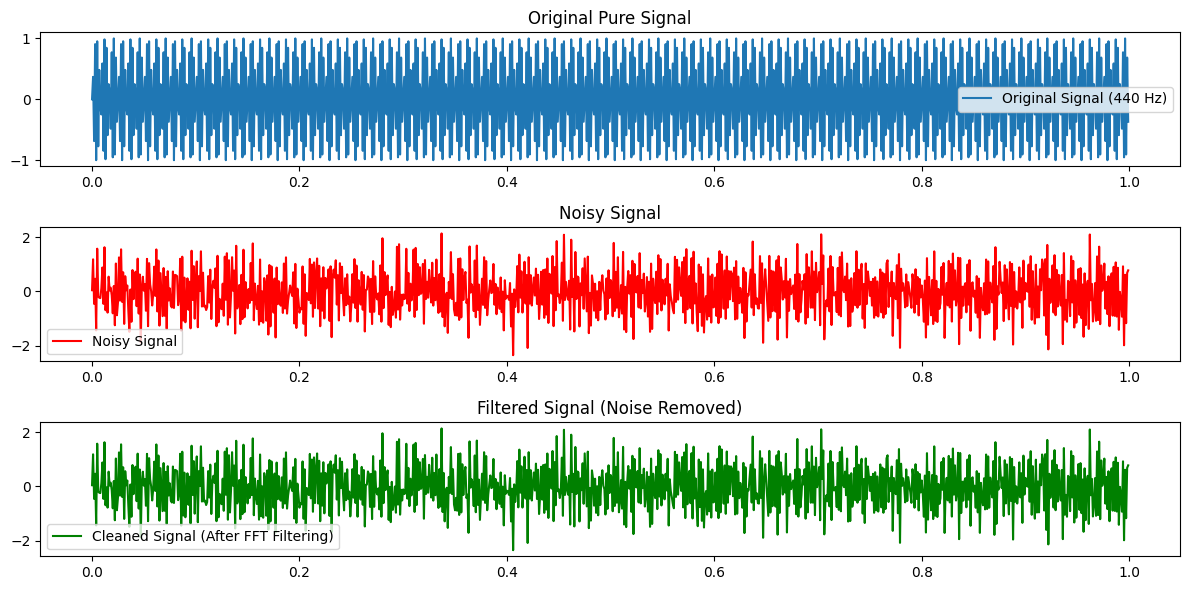 Original Pure Signal
1
0
−1
Original Signal (440 Hz)
0.0 0.2 0.4 0.6 0.8 1.0
Noisy Signal
2
0
−2
Noisy Signal
0.0 0.2 0.4 0.6 0.8 1.0
Filtered Signal (Noise Removed)
2
0
−2
Cleaned Signal (After FFT Filtering)
0.0 0.2 0.4 0.6 0.8 1.0